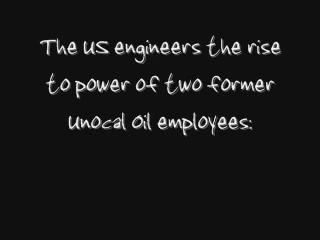 The US engineers the rise
to power of two former
Unocal Oil employees: